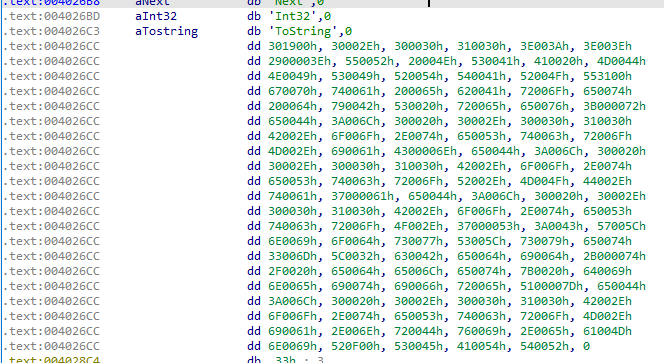 .text:004026B8 aNext db 'Next',0
.text:004026BD aInt32 db 'Int32',0
.text:004026C3 aTostring db 'ToString',0
.text:004026CC dd 301900h, 30002Eh, 300030h, 310030h, 3E003Ah, 3E003Eh
.text:004026CC dd 2900003Eh, 550052h, 20004Eh, 530041h, 410020h, 4D0044h
.text:004026CC dd 4E0049h, 530049h, 520054h, 540041h, 52004Fh, 553100h
.text:004026CC dd 670070h, 740061h, 200065h, 620041h, 72006Fh, 650074h
.text:004026CC dd 200064h, 790042h, 530020h, 720065h, 650076h, 3B000072h
.text:004026CC dd 650044h, 3A006Ch, 300020h, 30002Eh, 300030h, 310030h
.text:004026CC dd 42002Eh, 6F006Fh, 2E0074h, 650053h, 740063h, 72006Fh
.text:004026CC dd 4D002Eh, 690061h, 4300006Eh, 650044h, 3A006Ch, 300020h
.text:004026CC dd 30002Eh, 300030h, 310030h, 42002Eh, 6F006Fh, 2E0074h
.text:004026CC dd 650053h, 740063h, 72006Fh, 52002Eh, 4D004Fh, 44002Eh
.text:004026CC dd 740061h, 37000061h, 650044h, 3A006Ch, 300020h, 30002Eh
.text:004026CC dd 300030h, 310030h, 42002Eh, 6F006Fh, 2E0074h, 650053h
.text:004026CC dd 740063h, 72006Fh, 4F002Eh, 37000053h, 3A0043h, 57005Ch
.text:004026CC dd 6E0069h, 6F0064h, 730077h, 53005Ch, 730079h, 650074h
.text:004026CC dd 33006Dh, 5C0032h, 630042h, 650064h, 690064h, 2B000074h
.text:004026CC dd 2F0020h, 650064h, 65006Ch, 650074h, 7B0020h, 640069h
.text:004026CC dd 6E0065h, 690074h, 690066h, 720065h, 5100007Dh, 650044h
.text:004026CC dd 3A006Ch, 300020h, 30002Eh, 300030h, 310030h, 42002Eh
.text:004026CC dd 6F006Fh, 2E0074h, 650053h, 740063h, 72006Fh, 4D002Eh
.text:004026CC dd 690061h, 2E006Eh, 720044h, 760069h, 2E0065h, 61004Dh
.text:004026CC dd 6E0069h, 520F00h, 530045h, 410054h, 540052h, 0
.text:004028C4 db 33h ; 3